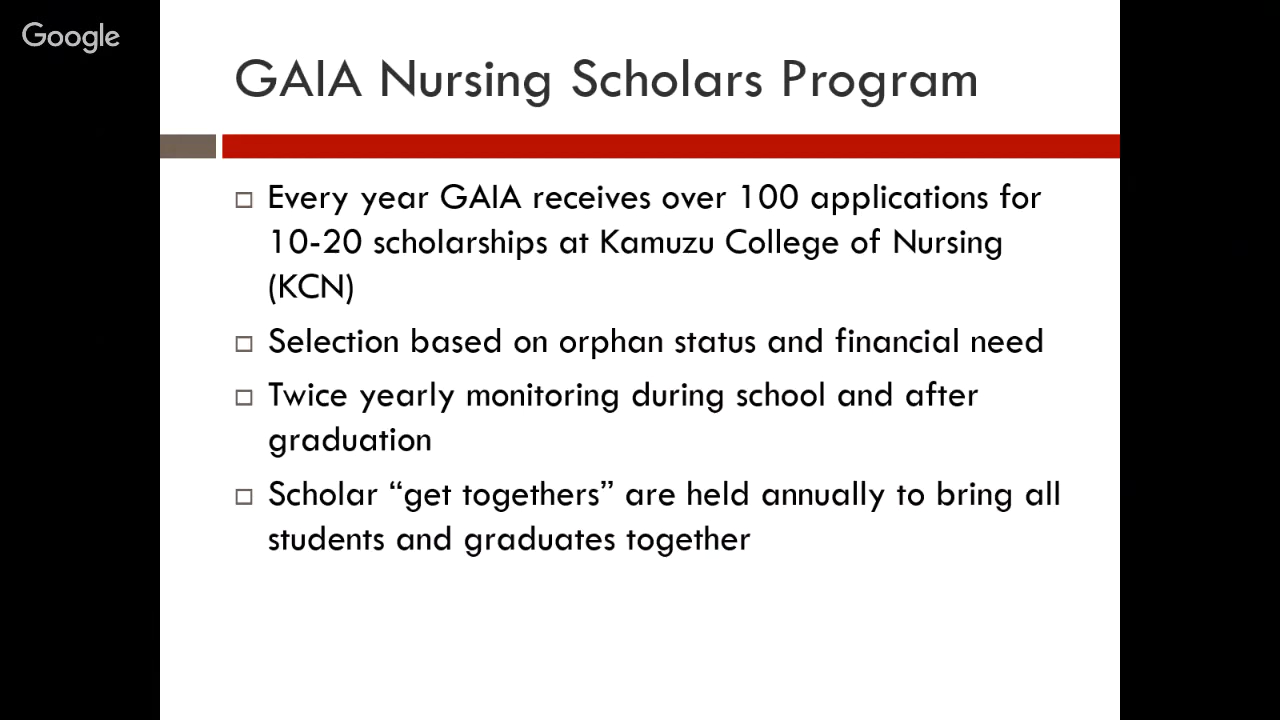 Google
GAIA Nursing Scholars Program
Every year GAIA receives over 100 applications for
10-20 scholarships at Kamuzu College of Nursing
(KCN)
Selection based on orphan status and financial need
Twice yearly monitoring during school and after
graduation
Scholar “get togethers” are held annually to bring all
students and graduates together